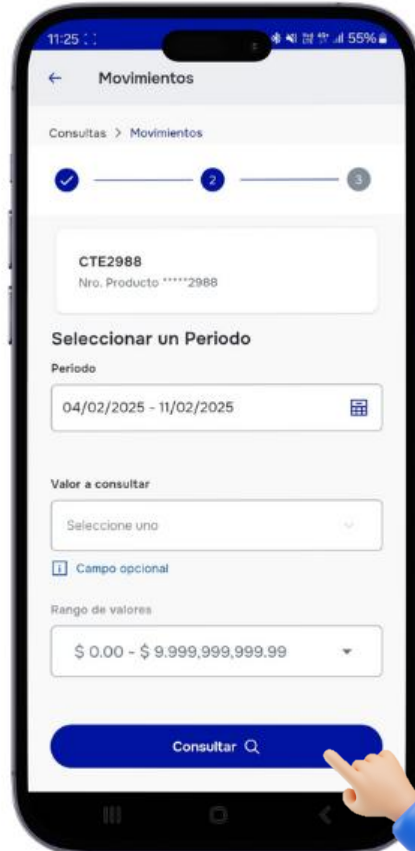 11:25
55%
Movimientos
Consultas > Movimientos
2
3
CTE2988
Nro. Producto *****2988
Seleccionar un Periodo
Periodo
04/02/2025 - 11/02/2025
Valor a consultar
Seleccione uno
i Campo opcional
Rango de valores
$ 0.00 - $ 9.999,999,999.99
Consultar